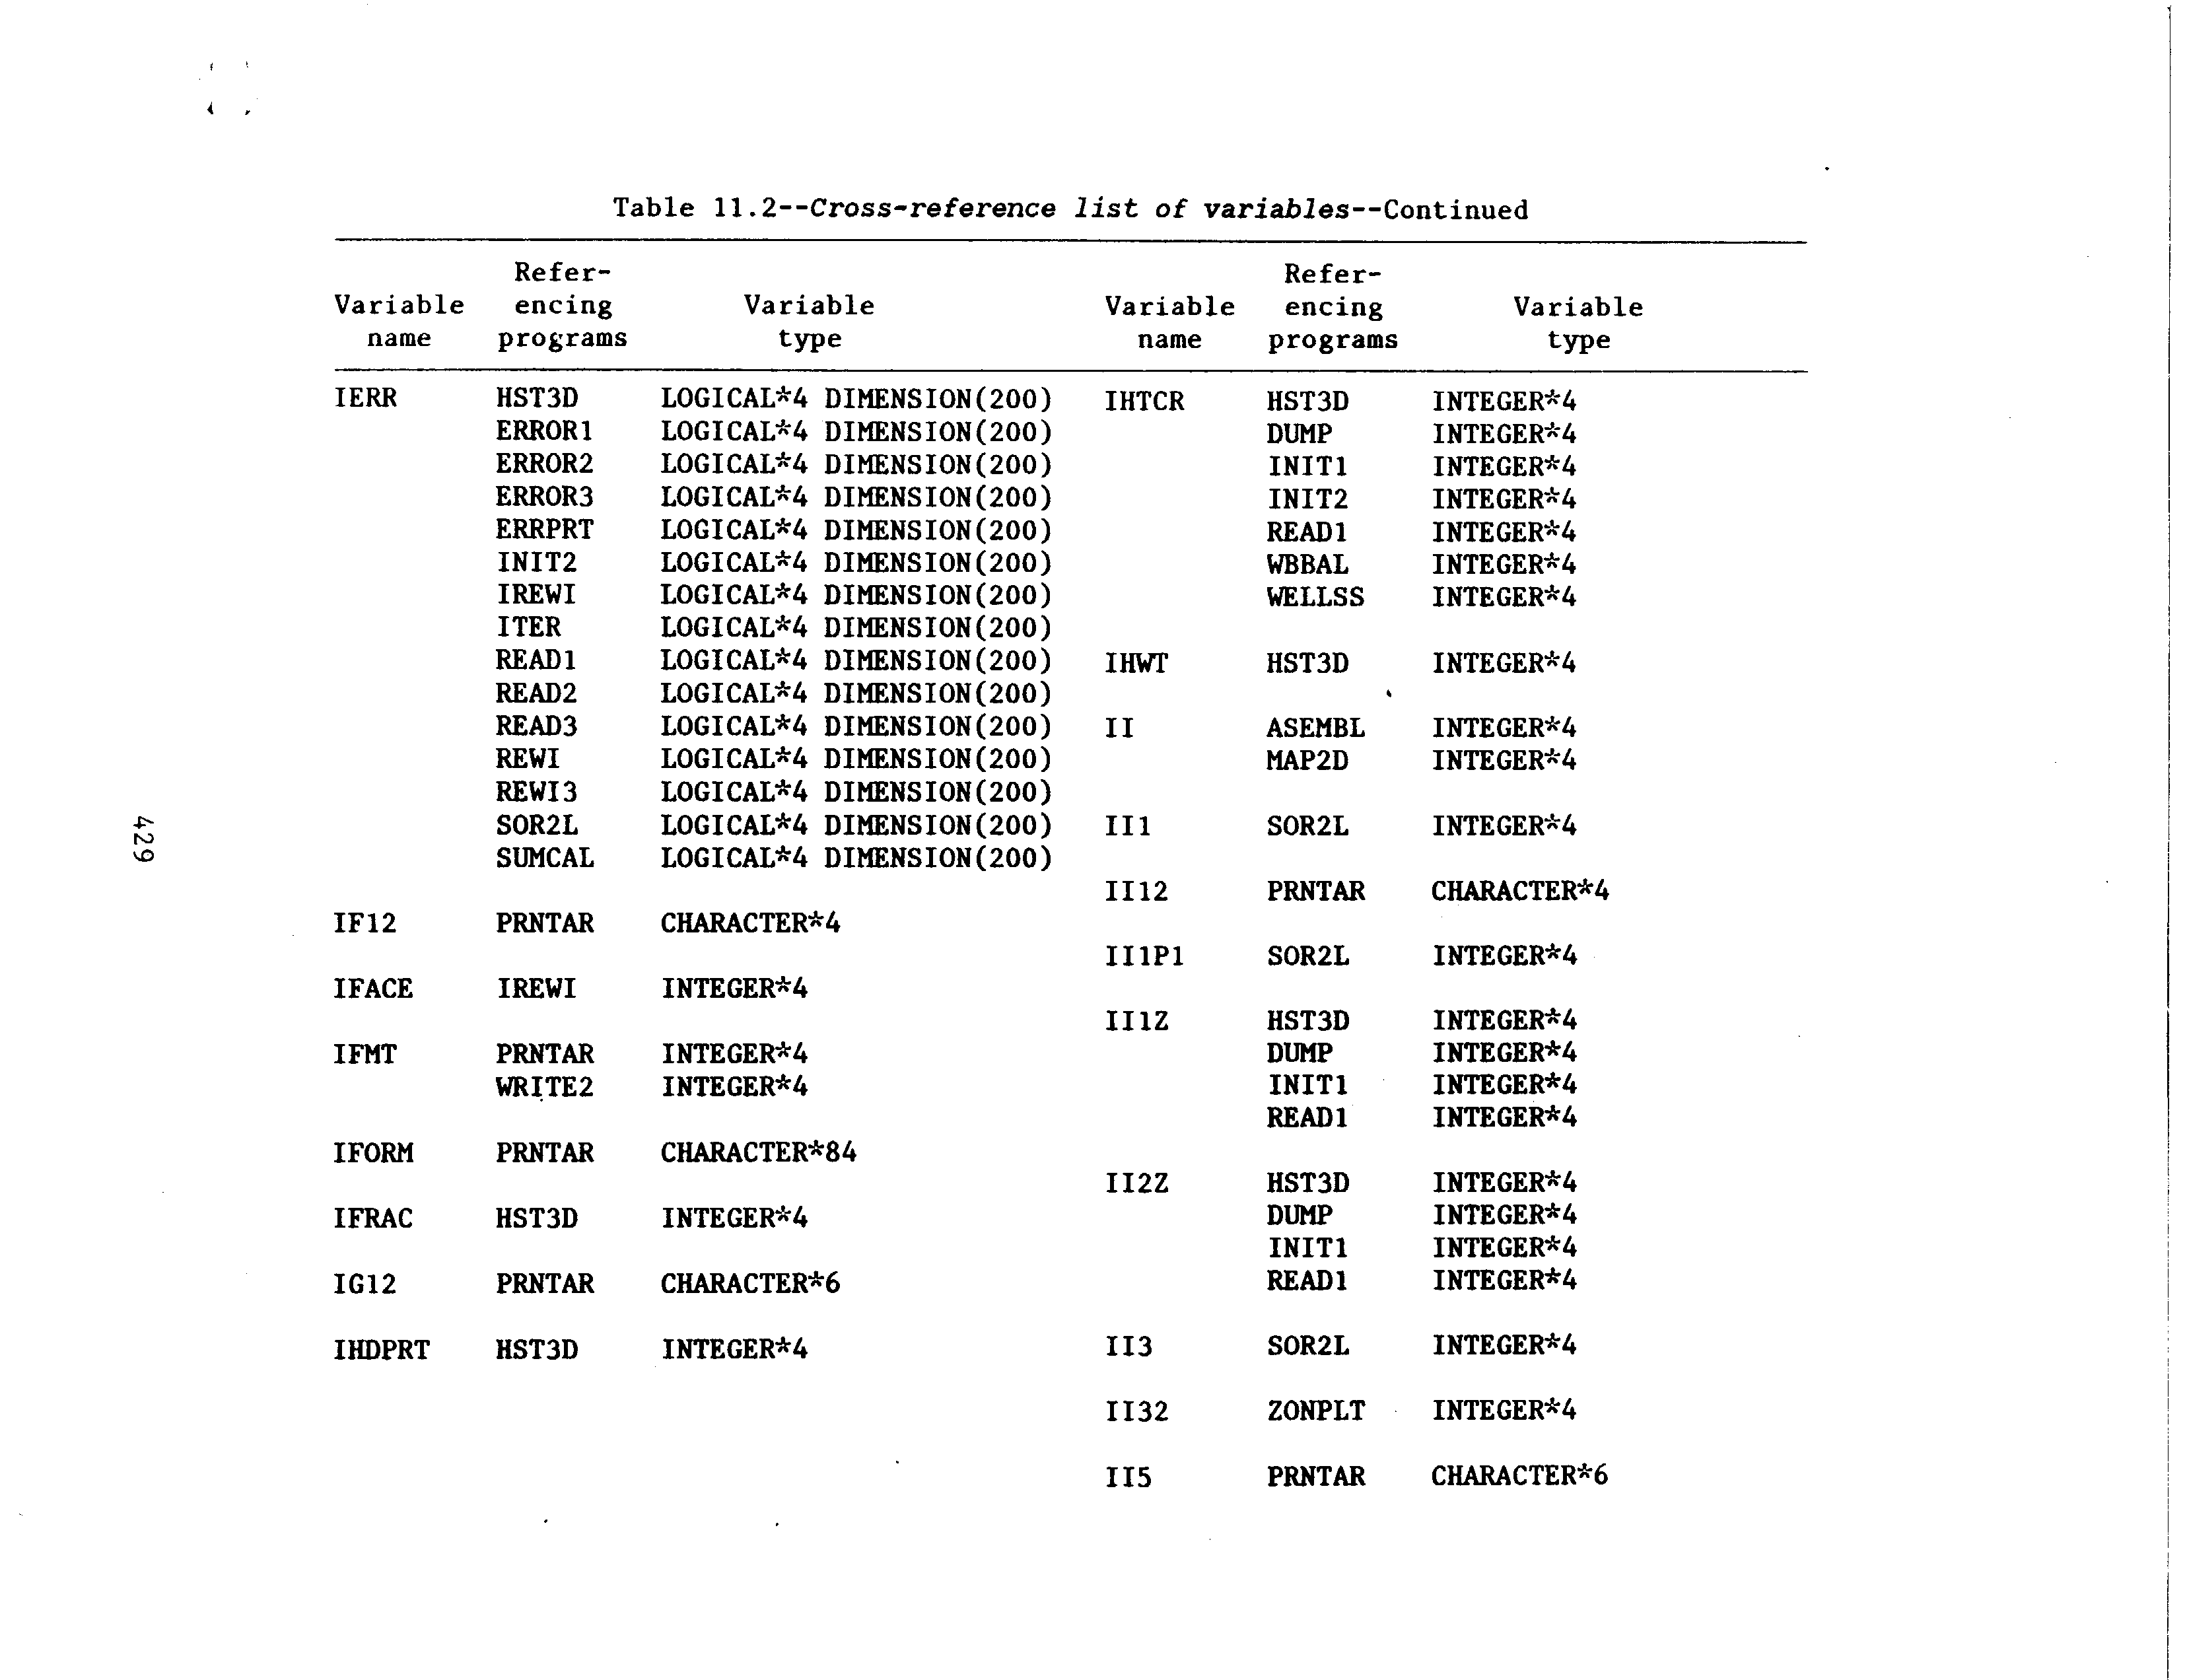 Table 11.2--Cross-reference list of variables--Continued
Variable name Refer-encing programs Variable type Variable name Refer-encing programs Variable type
IERR HST3D LOGICAL*4 DIMENSION(200)
ERROR1 LOGICAL*4 DIMENSION(200)
ERROR2 LOGICAL*4 DIMENSION(200)
ERROR3 LOGICAL*4 DIMENSION(200)
ERRPRT LOGICAL*4 DIMENSION(200)
INIT2 LOGICAL*4 DIMENSION(200)
IREWI LOGICAL*4 DIMENSION(200)
ITER LOGICAL*4 DIMENSION(200)
READ1 LOGICAL*4 DIMENSION(200)
READ2 LOGICAL*4 DIMENSION(200)
READ3 LOGICAL*4 DIMENSION(200)
REWI LOGICAL*4 DIMENSION(200)
REWI3 LOGICAL*4 DIMENSION(200)
SOR2L LOGICAL*4 DIMENSION(200)
SUMCAL LOGICAL*4 DIMENSION(200)
IF12 PRNTAR CHARACTER*4
IFACE IREWI INTEGER*4
IFMT PRNTAR INTEGER*4
WRITE2 INTEGER*4
IFORM PRNTAR CHARACTER*84
IFRAC HST3D INTEGER*4
IG12 PRNTAR CHARACTER*6
IHDPRT HST3D INTEGER*4
IHTCR HST3D INTEGER*4
DUMP INTEGER*4
INIT1 INTEGER*4
INIT2 INTEGER*4
READ1 INTEGER*4
WBBAL INTEGER*4
WELLSS INTEGER*4
IHWT HST3D INTEGER*4
II ASEMBL INTEGER*4
MAP2D INTEGER*4
II1 SOR2L INTEGER*4
II12 PRNTAR CHARACTER*4
II1P1 SOR2L INTEGER*4
II1Z HST3D INTEGER*4
DUMP INTEGER*4
INIT1 INTEGER*4
READ1 INTEGER*4
II2Z HST3D INTEGER*4
DUMP INTEGER*4
INIT1 INTEGER*4
READ1 INTEGER*4
II3 SOR2L INTEGER*4
II32 ZONPLT INTEGER*4
II5 PRNTAR CHARACTER*6
429